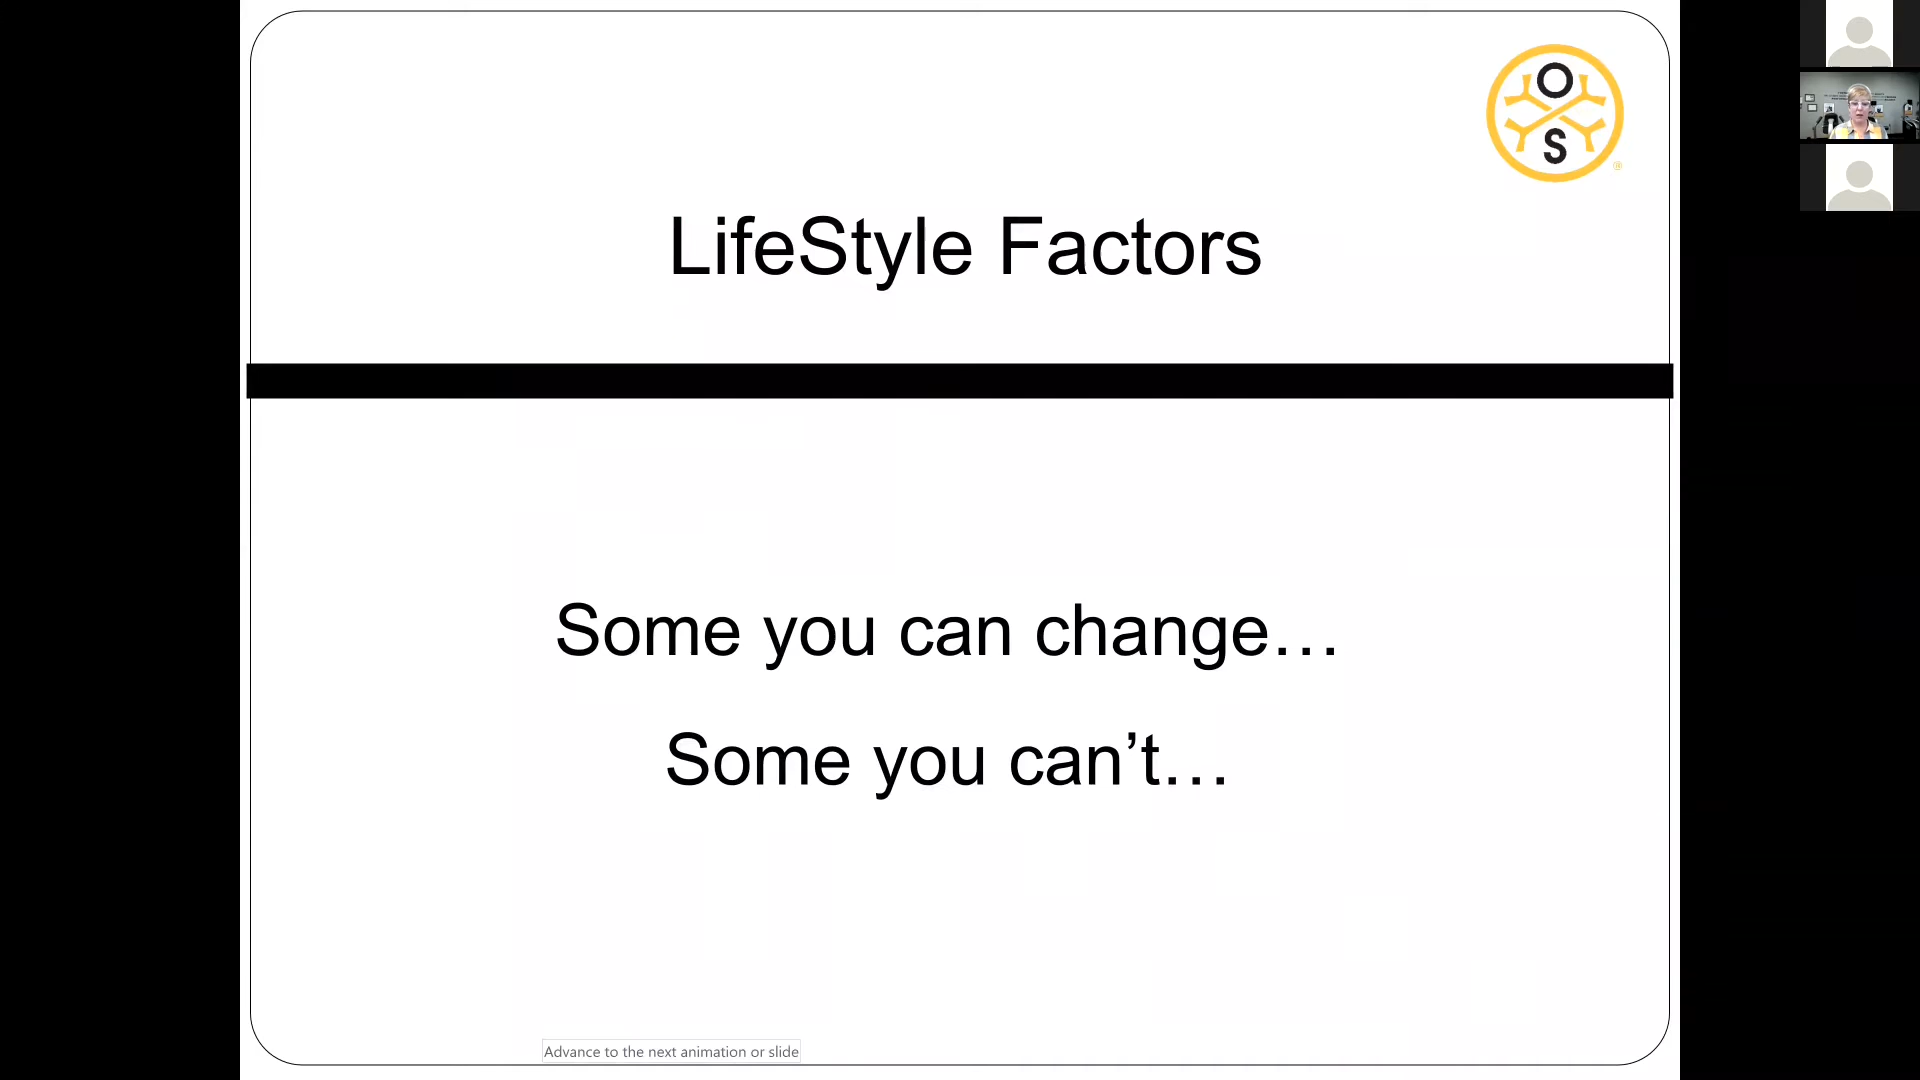 O
S
®
LifeStyle Factors
Some you can change…
Some you can’t…
Advance to the next animation or slide